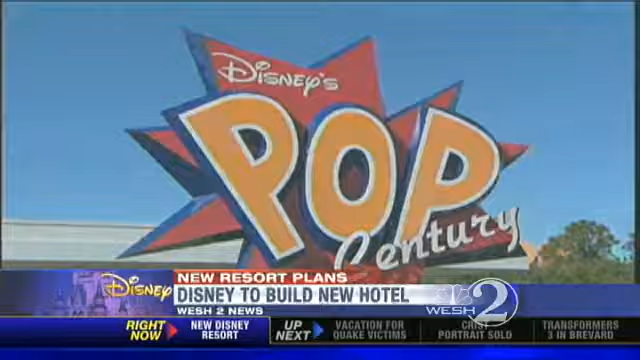 Disney's
POP
Century
Disney
NEW RESORT PLANS
DISNEY TO BUILD NEW HOTEL
WESH 2 NEWS
WESH 2
RIGHT NOW
NEW DISNEY RESORT
UP NEXT
VACATION FOR QUAKE VICTIMS
CRIST PORTRAIT SOLD
TRANSFORMERS 3 IN BREVARD